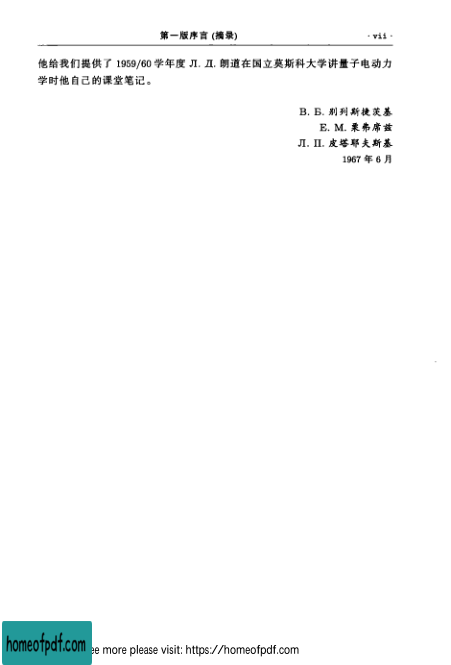 第一版序言 (摘录)
· vii ·
他给我们提供了 1959/60 学年度 Л. Д. 朗道在国立莫斯科大学讲量子电动力
学时他自己的课堂笔记。
В. Б. 别列斯捷茨基
Е. М. 栗弗席兹
Л. П. 皮塔耶夫斯基
1967 年 6 月
homeofpdf.com
ee more please visit: https://homeofpdf.com